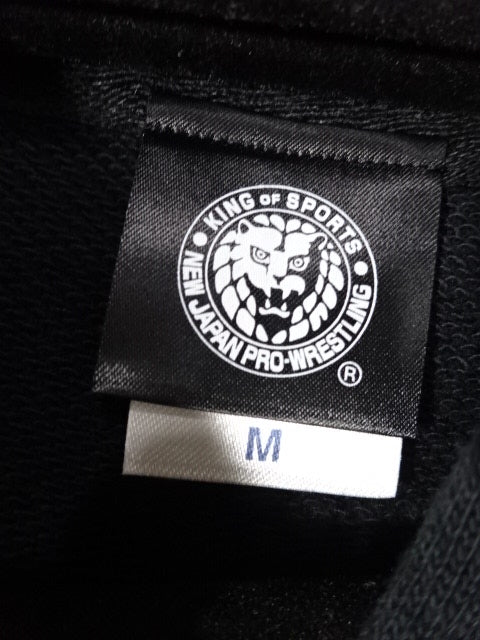 KING OF SPORTS
NEW JAPAN PRO-WRESTLING
®
M